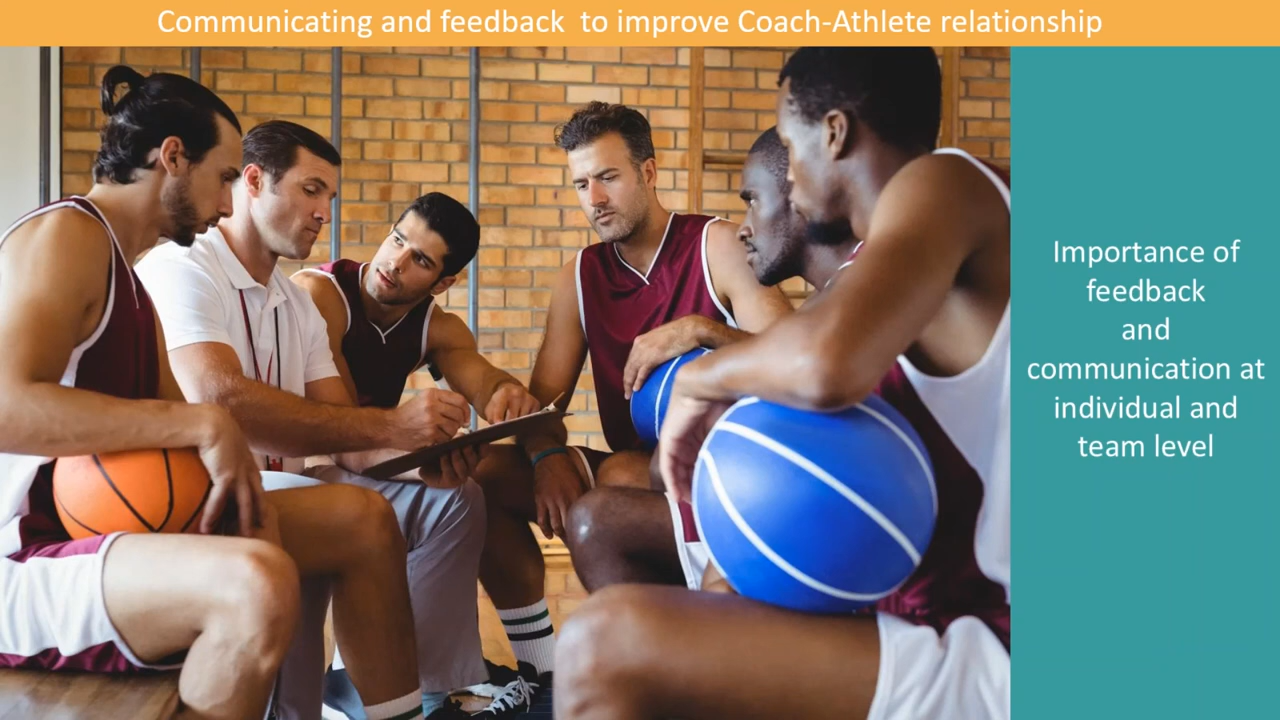 Communicating and feedback  to improve Coach-Athlete relationship
Importance of
feedback
and
communication at
individual and
team level